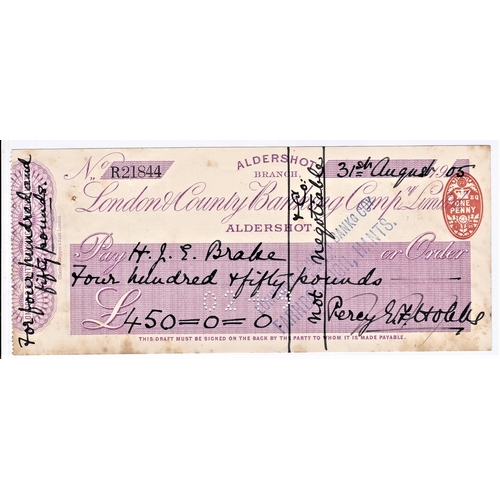 For four hundred and
fifty pounds.
No R21844
ALDERSHOT
BRANCH,
31st August 1905
London & County Banking Compy Limited
ALDERSHOT
ONE
PENNY
& Co:
not negotiable
Pay H. J. E. Brake or Order
Four hundred & fifty pounds
£450=0=0
HANTS.
THIS DRAFT MUST BE SIGNED ON THE BACK BY THE PARTY TO WHOM IT IS MADE PAYABLE.